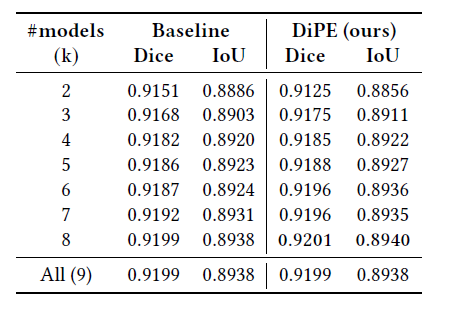 #models Baseline DiPE (ours)
(k) Dice IoU Dice IoU
2 0.9151 0.8886 0.9125 0.8856
3 0.9168 0.8903 0.9175 0.8911
4 0.9182 0.8920 0.9185 0.8922
5 0.9186 0.8923 0.9188 0.8927
6 0.9187 0.8924 0.9196 0.8936
7 0.9192 0.8931 0.9196 0.8935
8 0.9199 0.8938 0.9201 0.8940
All (9) 0.9199 0.8938 0.9199 0.8938